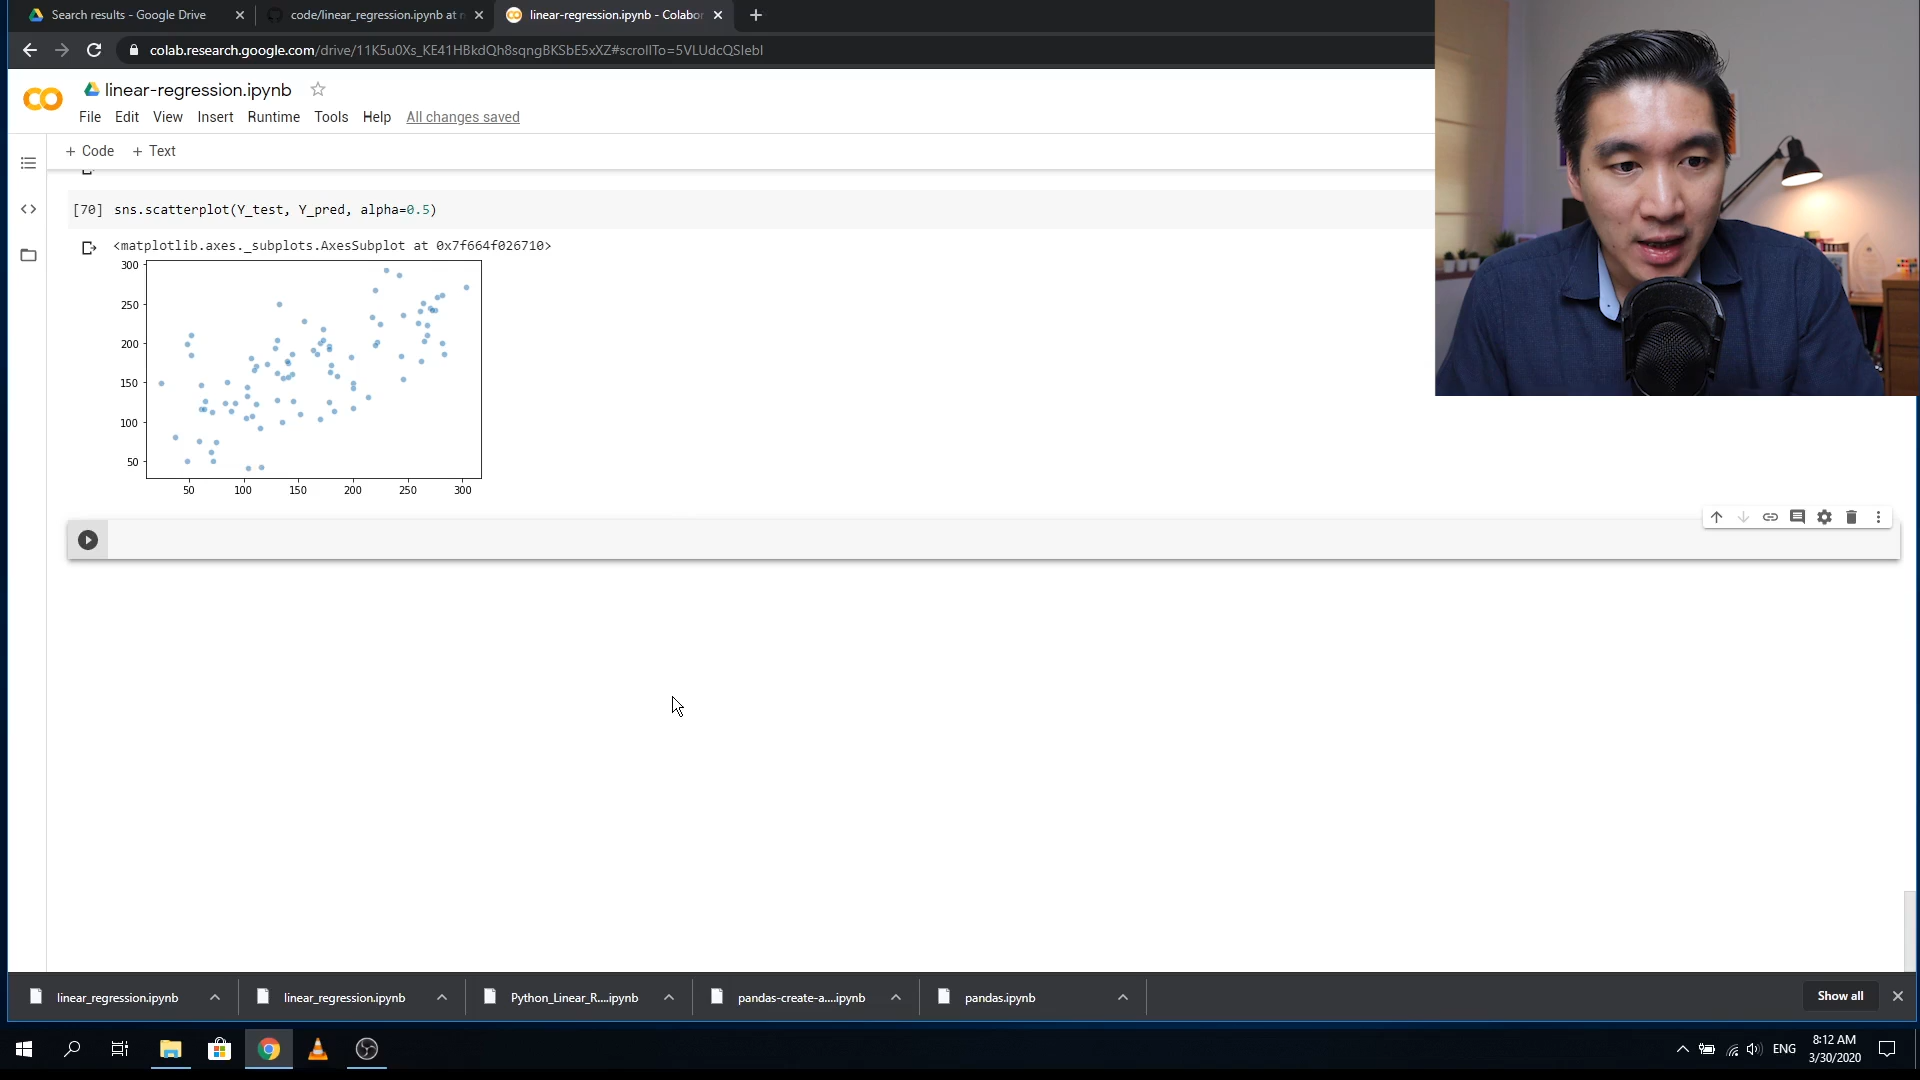 Search results - Google Drive
code/linear_regression.ipynb at
linear-regression.ipynb - Colabor
colab.research.google.com/drive/11K5u0Xs_KE41HBkdQh8sqngBKSbE5xXZ#scrollTo=5VLUdcQSIebI
linear-regression.ipynb
File Edit View Insert Runtime Tools Help All changes saved
+ Code + Text
[70] sns.scatterplot(Y_test, Y_pred, alpha=0.5)
<matplotlib.axes._subplots.AxesSubplot at 0x7f664f026710>
300
250
200
150
100
50
50 100 150 200 250 300
linear_regression.ipynb
linear_regression.ipynb
Python_Linear_R....ipynb
pandas-create-a....ipynb
pandas.ipynb
Show all
ENG
8:12 AM
3/30/2020